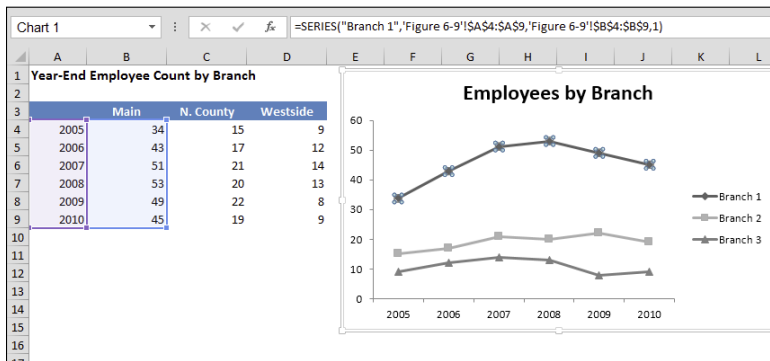 Chart 1
fx
=SERIES("Branch 1",'Figure 6-9'!$A$4:$A$9,'Figure 6-9'!$B$4:$B$9,1)
A B C D E F G H I J K L
1 Year-End Employee Count by Branch
2
3 Main N. County Westside
4 2005 34 15 9
5 2006 43 17 12
6 2007 51 21 14
7 2008 53 20 13
8 2009 49 22 8
9 2010 45 19 9
10
11
12
13
14
15
16
Employees by Branch
60
50
40
30
20
10
0
2005 2006 2007 2008 2009 2010
Branch 1
Branch 2
Branch 3